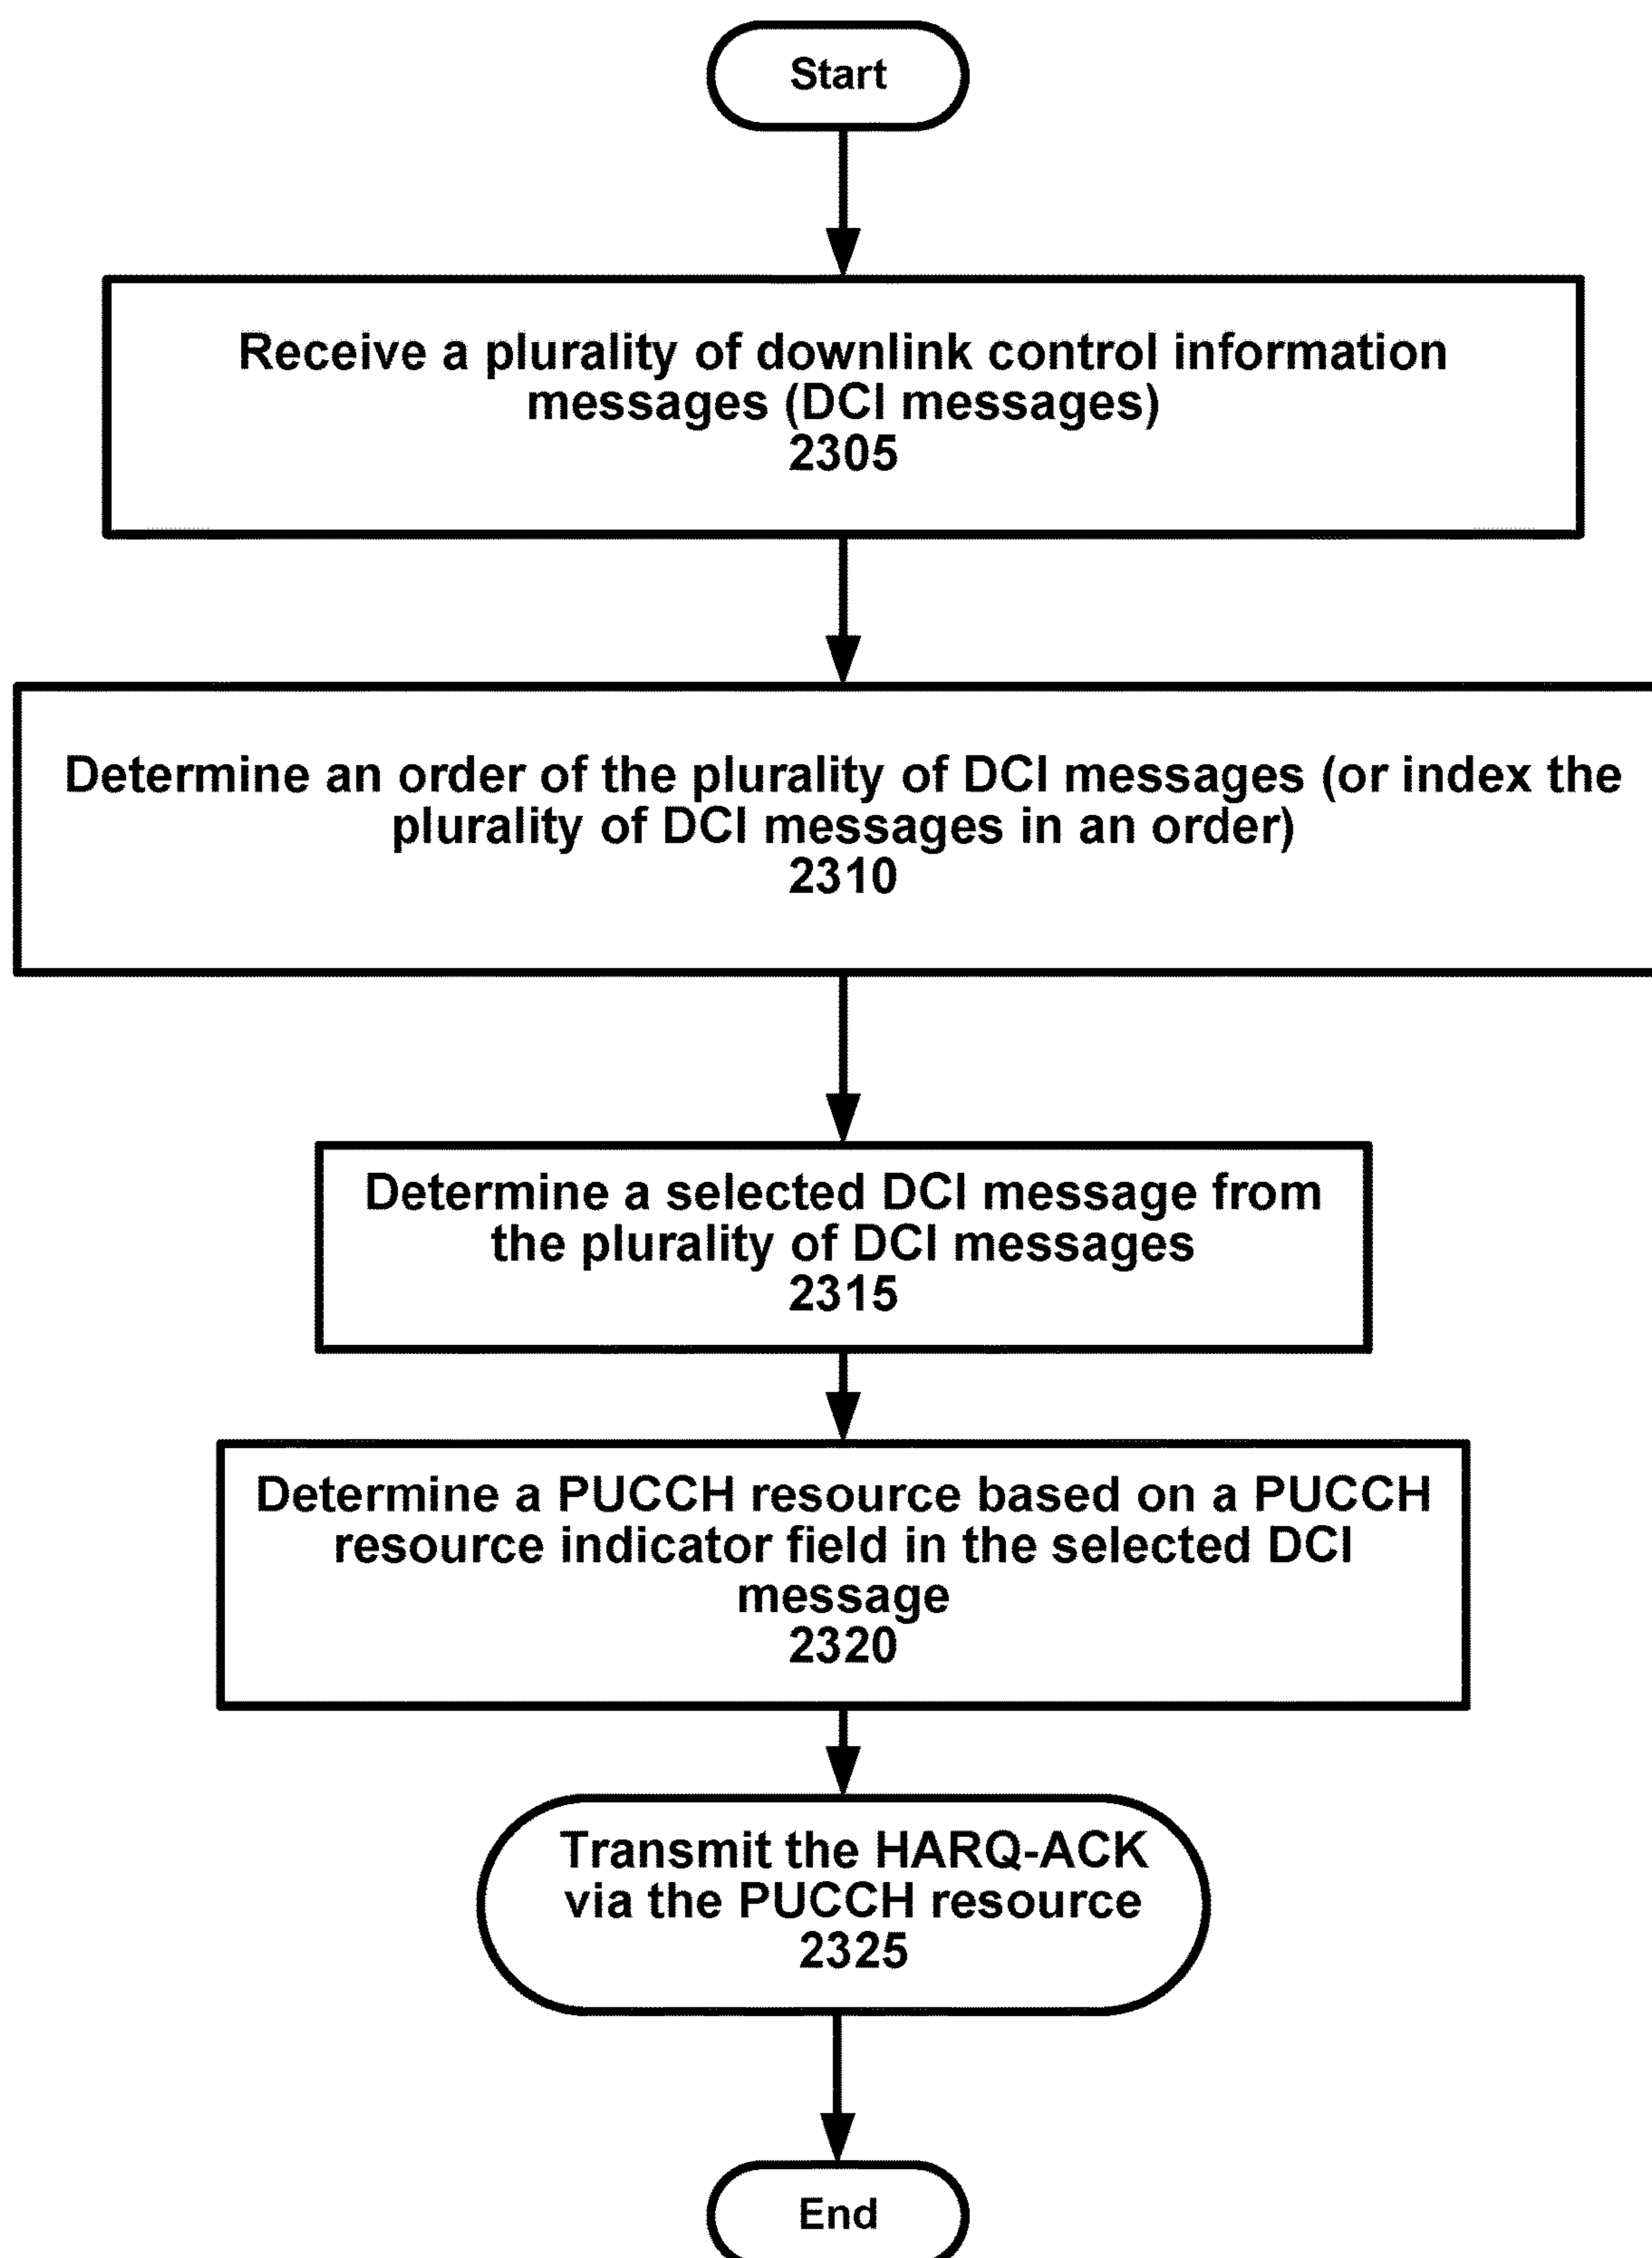 Start
Receive a plurality of downlink control information
messages (DCI messages)
2305
Determine an order of the plurality of DCI messages (or index the
plurality of DCI messages in an order)
2310
Determine a selected DCI message from
the plurality of DCI messages
2315
Determine a PUCCH resource based on a PUCCH
resource indicator field in the selected DCI
message
2320
Transmit the HARQ-ACK
via the PUCCH resource
2325
End